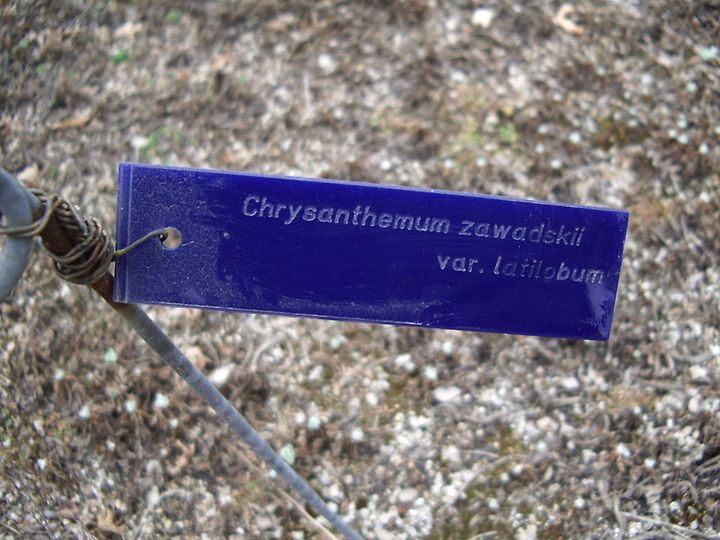 Chrysanthemum zawadskii
var. latilobum